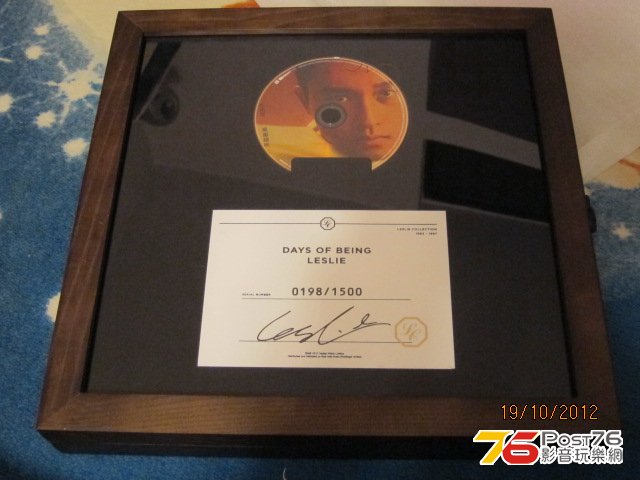 LESLIE COLLECTION
DAYS OF BEING
LESLIE
SERIAL NUMBER
0198/1500
19/10/2012
76 Post76
影音玩樂網